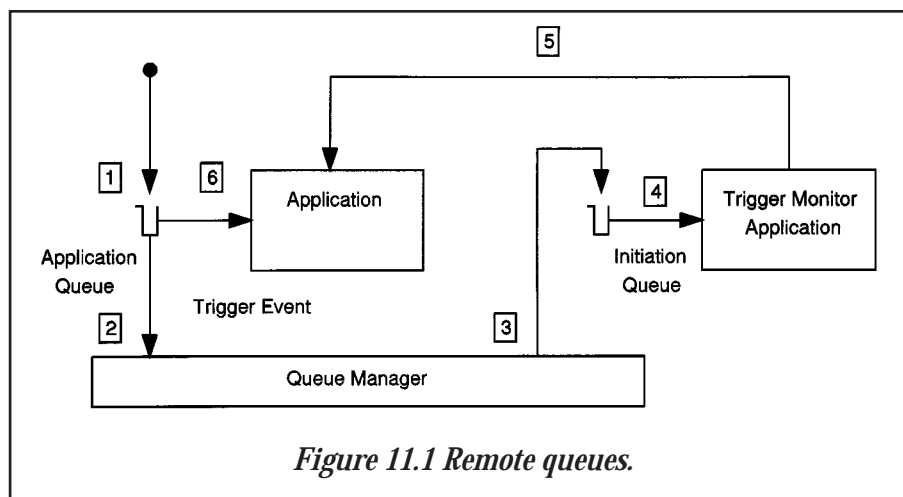 5
1
6
Application
4
Trigger Monitor
Application
Application
Queue
Initiation
Queue
Trigger Event
2
3
Queue Manager
Figure 11.1 Remote queues.